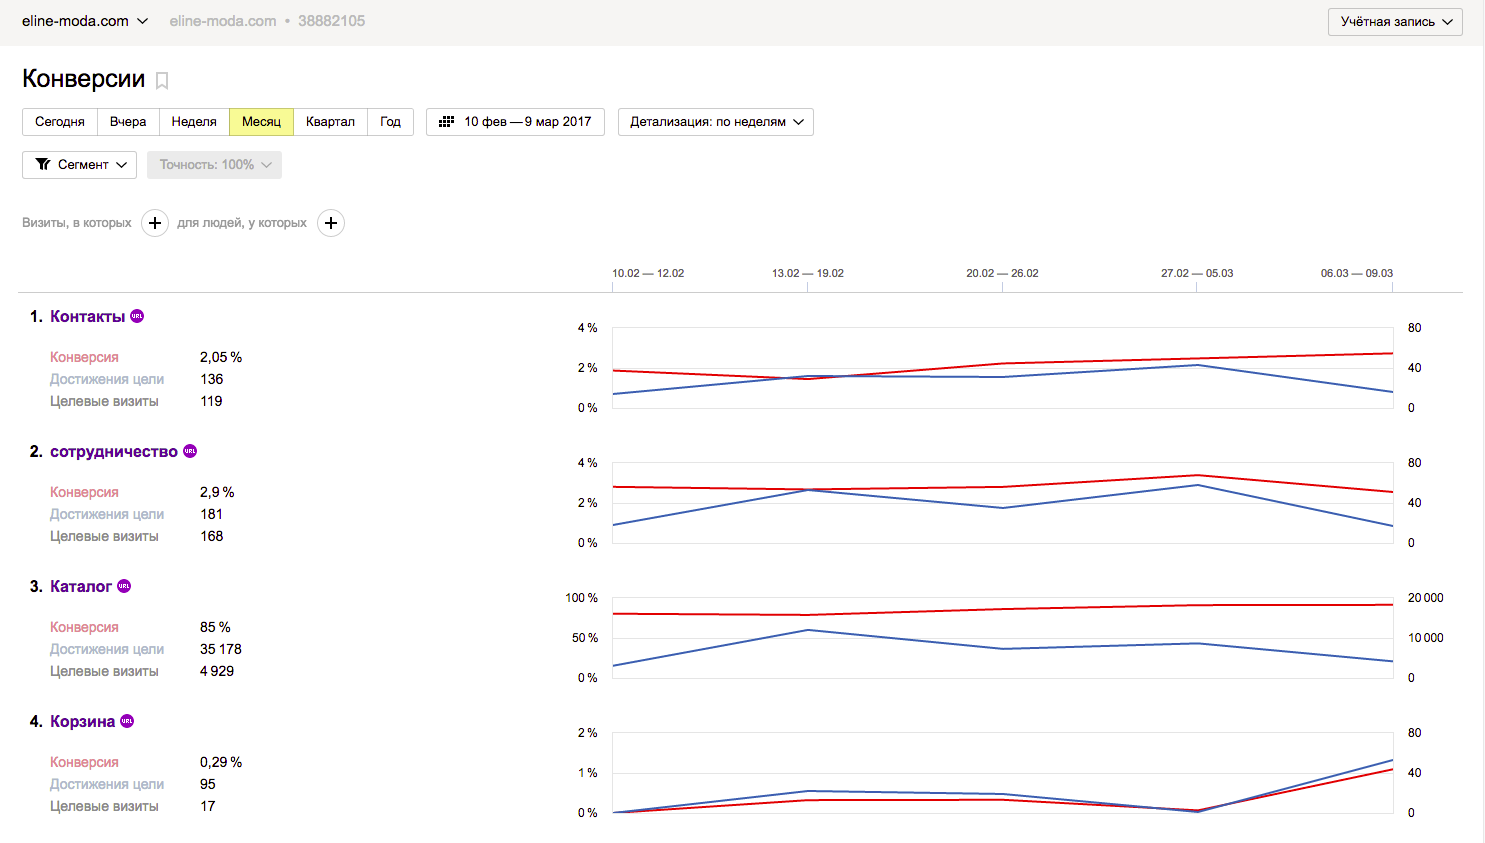 eline-moda.com eline-moda.com • 38882105 Учётная запись
Конверсии
Сегодня Вчера Неделя Месяц Квартал Год 10 фев — 9 мар 2017 Детализация: по неделям
Сегмент Точность: 100%
Визиты, в которых + для людей, у которых +
10.02 — 12.02 13.02 — 19.02 20.02 — 26.02 27.02 — 05.03 06.03 — 09.03
1. Контакты URL
4 % 80
Конверсия 2,05 %
2 % 40
Достижения цели 136
Целевые визиты 119
0 % 0
2. сотрудничество URL
4 % 80
Конверсия 2,9 %
2 % 40
Достижения цели 181
Целевые визиты 168
0 % 0
3. Каталог URL
100 % 20 000
Конверсия 85 %
50 % 10 000
Достижения цели 35 178
Целевые визиты 4 929
0 % 0
4. Корзина URL
2 % 80
Конверсия 0,29 %
1 % 40
Достижения цели 95
Целевые визиты 17
0 % 0